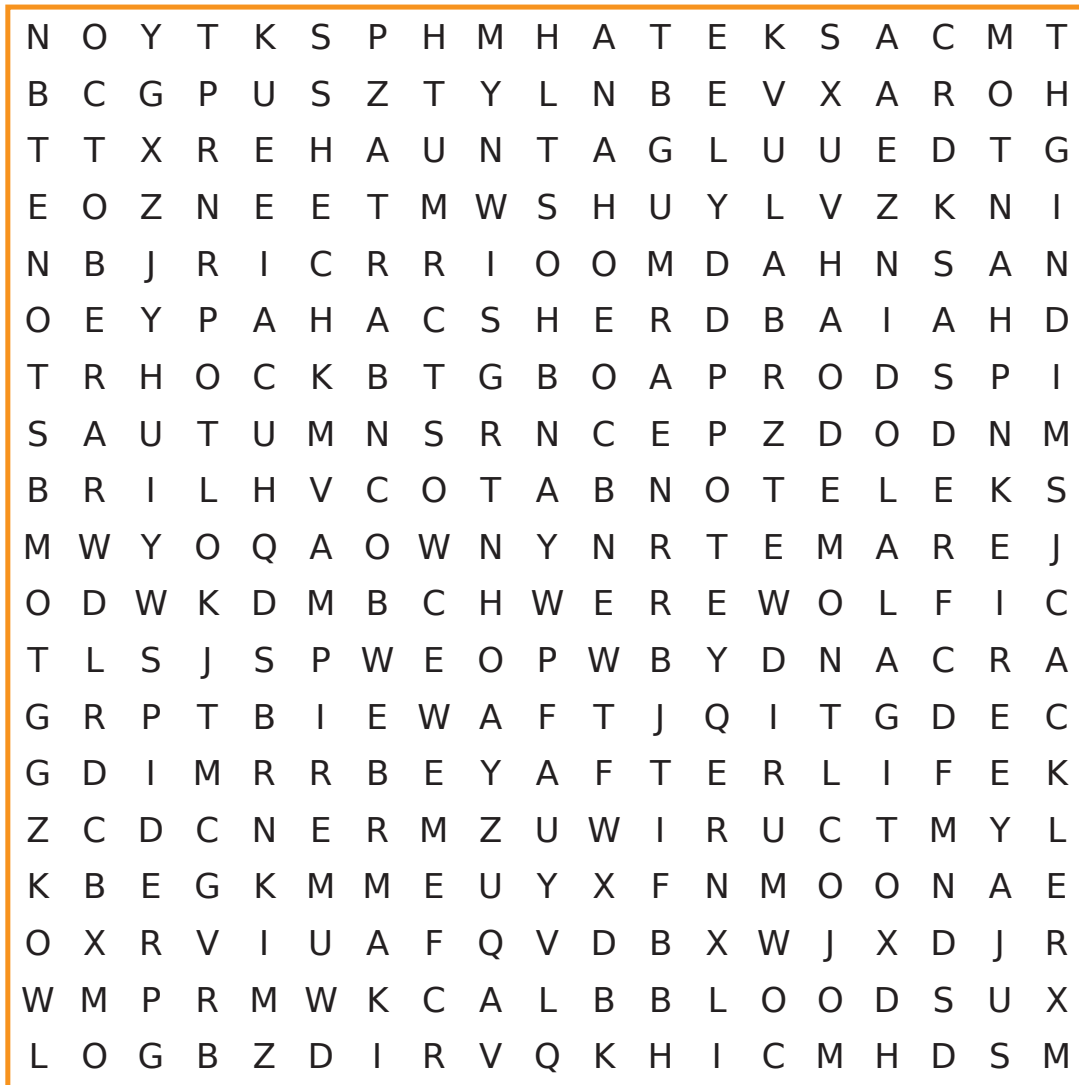 N O Y T K S P H M H A T E K S A C M T
B C G P U S Z T Y L N B E V X A R O H
T T X R E H A U N T A G L U U E D T G
E O Z N E E T M W S H U Y L V Z K N I
N B J R I C R R I O O M D A H N S A N
O E Y P A H A C S H E R D B A I A H D
T R H O C K B T G B O A P R O D S P I
S A U T U M N S R N C E P Z D O D N M
B R I L H V C O T A B N O T E L E K S
M W Y O Q A O W N Y N R T E M A R E J
O D W K D M B C H W E R E W O L F I C
T L S J S P W E O P W B Y D N A C R A
G R P T B I E W A F T J Q I T G D E C
G D I M R R B E Y A F T E R L I F E K
Z C D C N E R M Z U W I R U C T M Y L
K B E G K M M E U Y X F N M O O N A E
O X R V I U A F Q V D B X W J X D J R
W M P R M W K C A L B B L O O D S U X
L O G B Z D I R V Q K H I C M H D S M